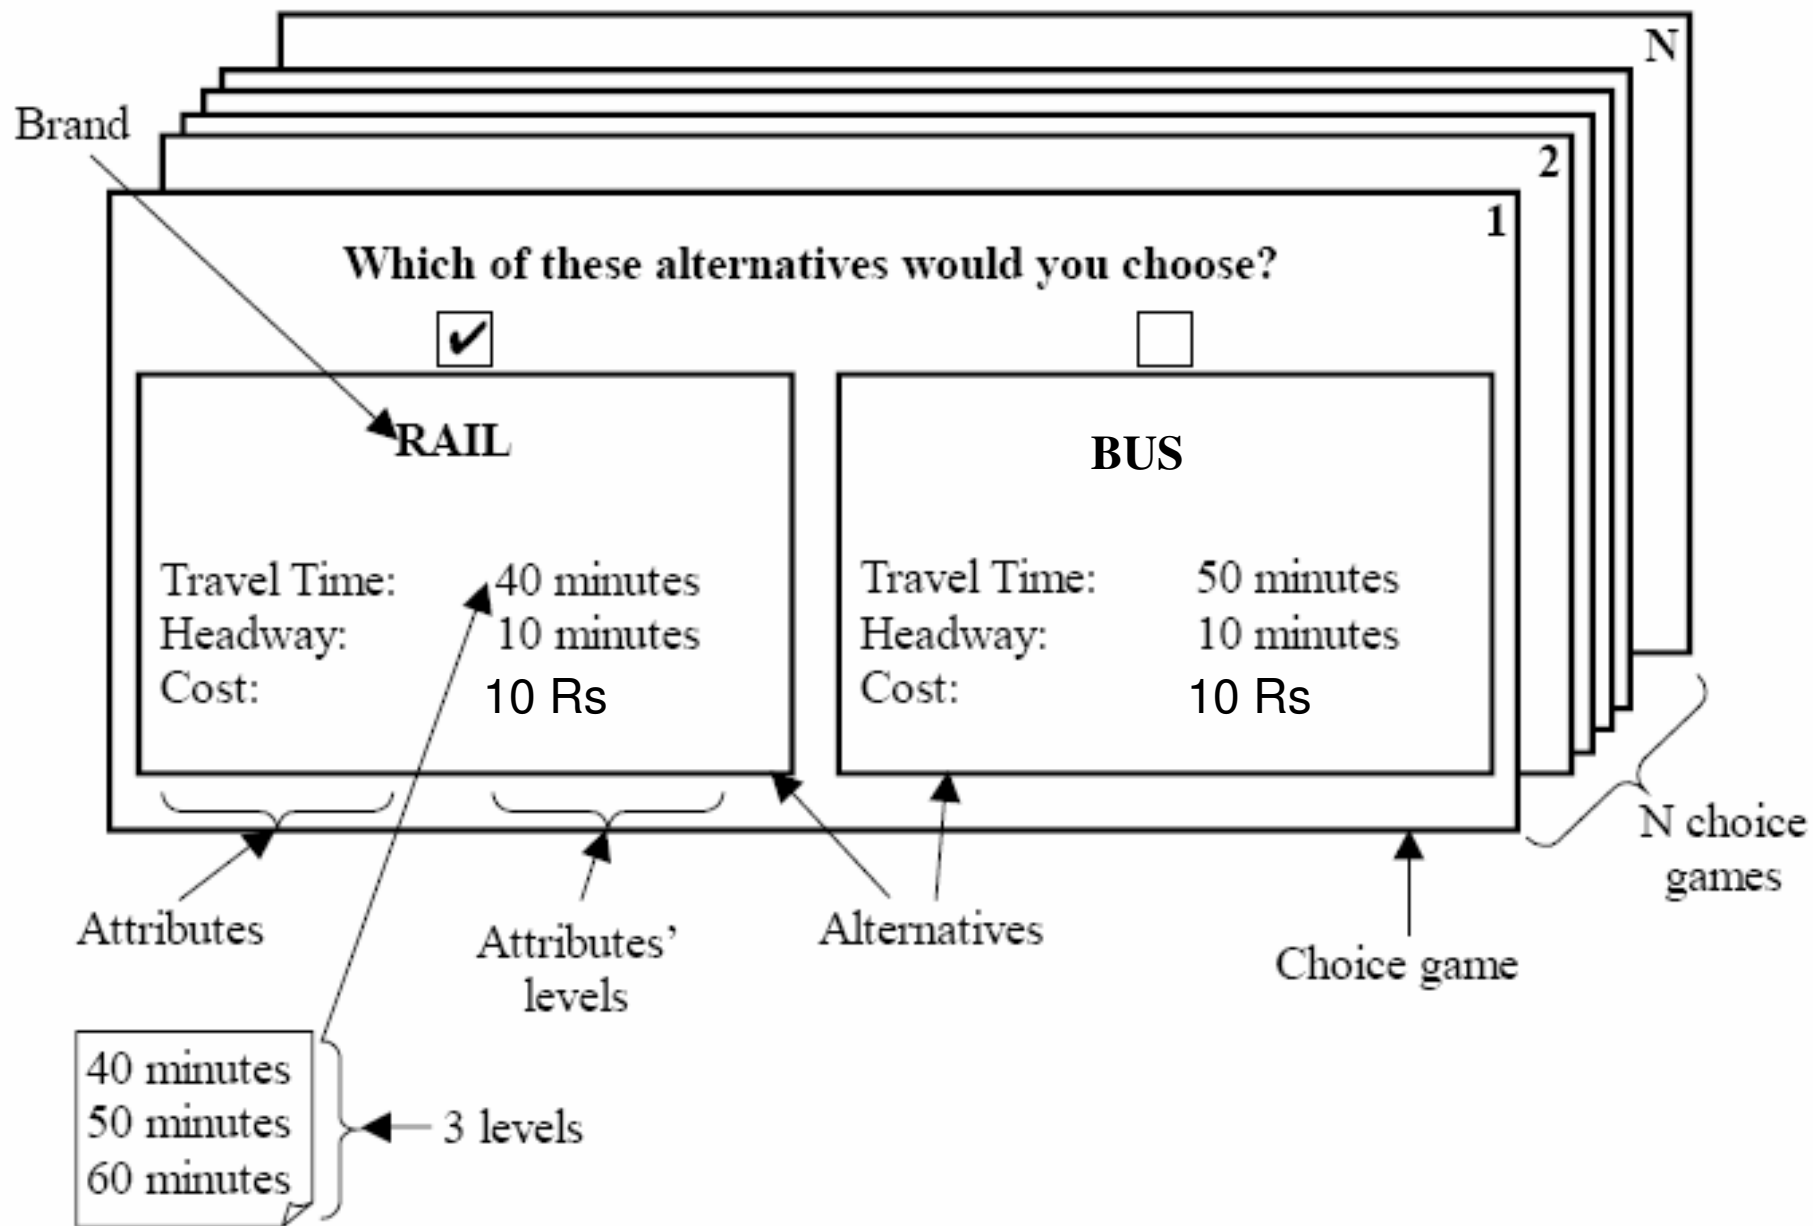 N
Brand
2
1
Which of these alternatives would you choose?
✔
RAIL
Travel Time: 40 minutes
Headway: 10 minutes
Cost: 10 Rs
BUS
Travel Time: 50 minutes
Headway: 10 minutes
Cost: 10 Rs
N choice
games
Attributes
Attributes’
levels
Alternatives
Choice game
40 minutes
50 minutes
60 minutes
3 levels